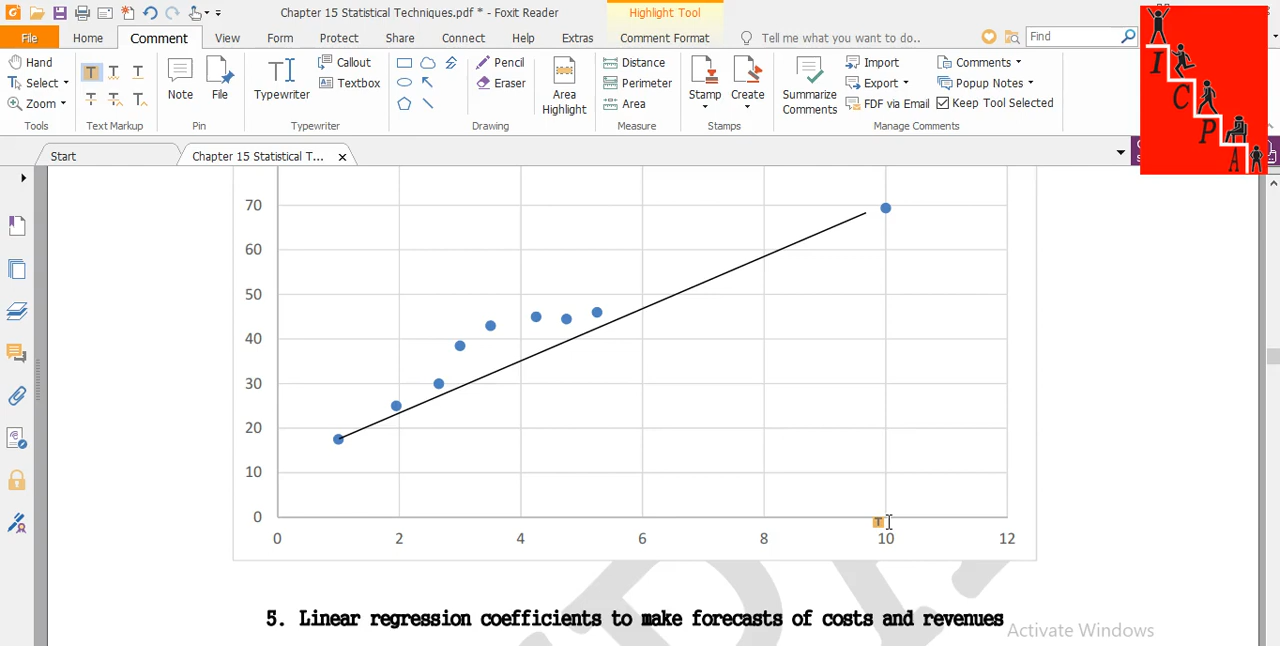 Chapter 15 Statistical Techniques.pdf * - Foxit Reader
Highlight Tool
File Home Comment View Form Protect Share Connect Help Extras Comment Format Tell me what you want to do.. Find
Hand
Select
Zoom
Tools
Text Markup
Note
File
Pin
Typewriter
Callout
Textbox
Typewriter
Pencil
Eraser
Drawing
Area
Highlight
Distance
Perimeter
Area
Measure
Stamp
Create
Stamps
Summarize
Comments
Import
Export
FDF via Email
Comments
Popup Notes
Keep Tool Selected
Manage Comments
I
C
P
A
Start
Chapter 15 Statistical T...
70
60
50
40
30
20
10
0
0 2 4 6 8 10 12
5. Linear regression coefficients to make forecasts of costs and revenues
Activate Windows